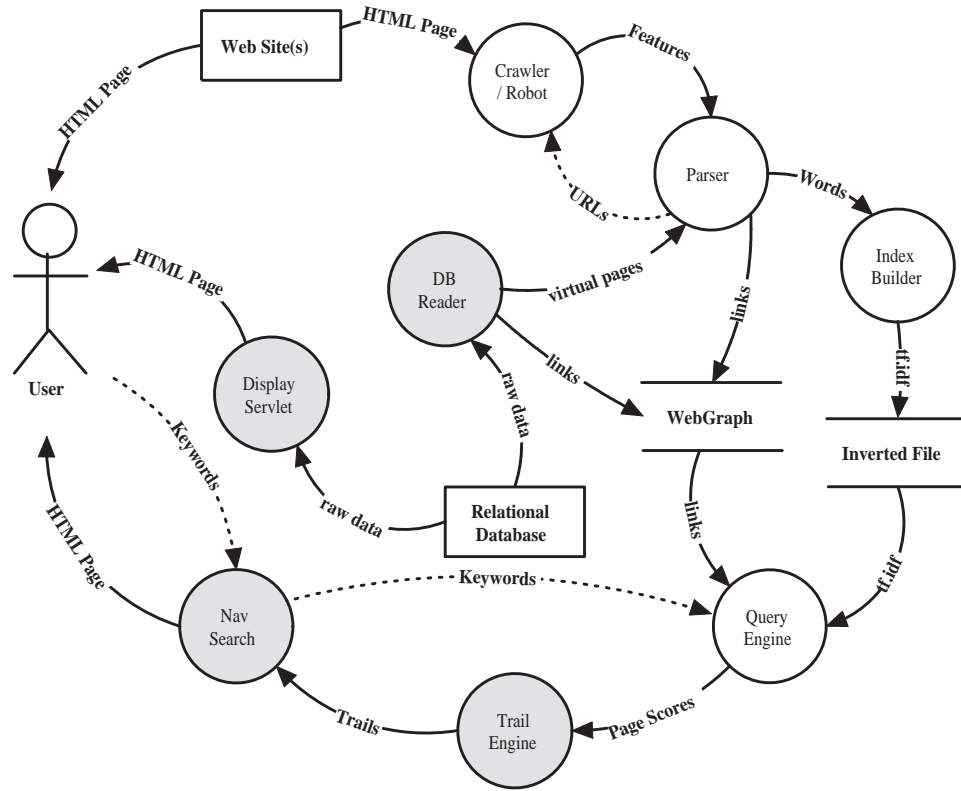 HTML Page
Web Site(s)
HTML Page
Crawler
/ Robot
Features
Parser
Words
Index
Builder
URLs
HTML Page
DB
Reader
virtual pages
links
tf.idf
links
User
Display
Servlet
raw data
WebGraph
Inverted File
Keywords
raw data
Relational
Database
links
tf.idf
HTML Page
Keywords
Nav
Search
Query
Engine
Trails
Trail
Engine
Page Scores